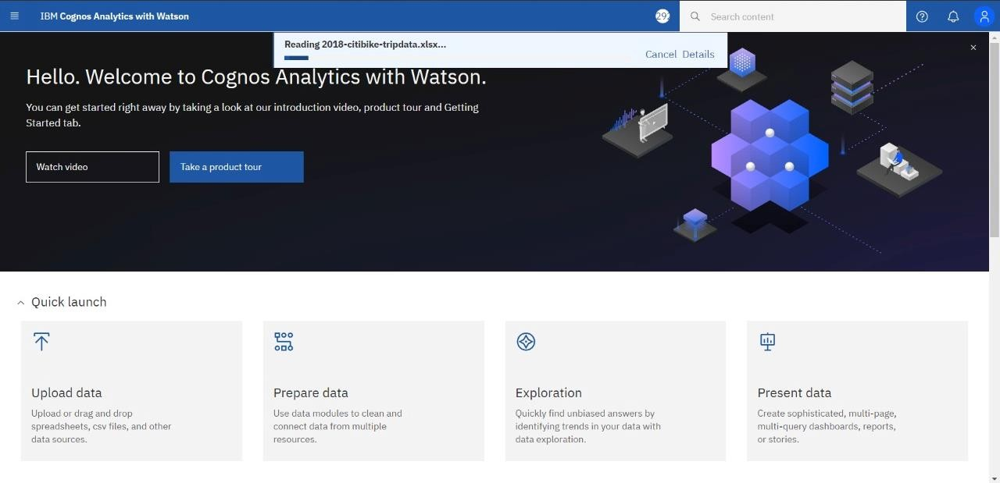 IBM Cognos Analytics with Watson
29
Search content
Reading 2018-citibike-tripdata.xlsx...
Cancel Details
Hello. Welcome to Cognos Analytics with Watson.
You can get started right away by taking a look at our introduction video, product tour and Getting
Started tab.
Watch video
Take a product tour
Quick launch
Upload data
Upload or drag and drop
spreadsheets, csv files, and other
data sources.
Prepare data
Use data modules to clean and
connect data from multiple
resources.
Exploration
Quickly find unbiased answers by
identifying trends in your data with
data exploration.
Present data
Create sophisticated, multi-page,
multi-query dashboards, reports,
or stories.